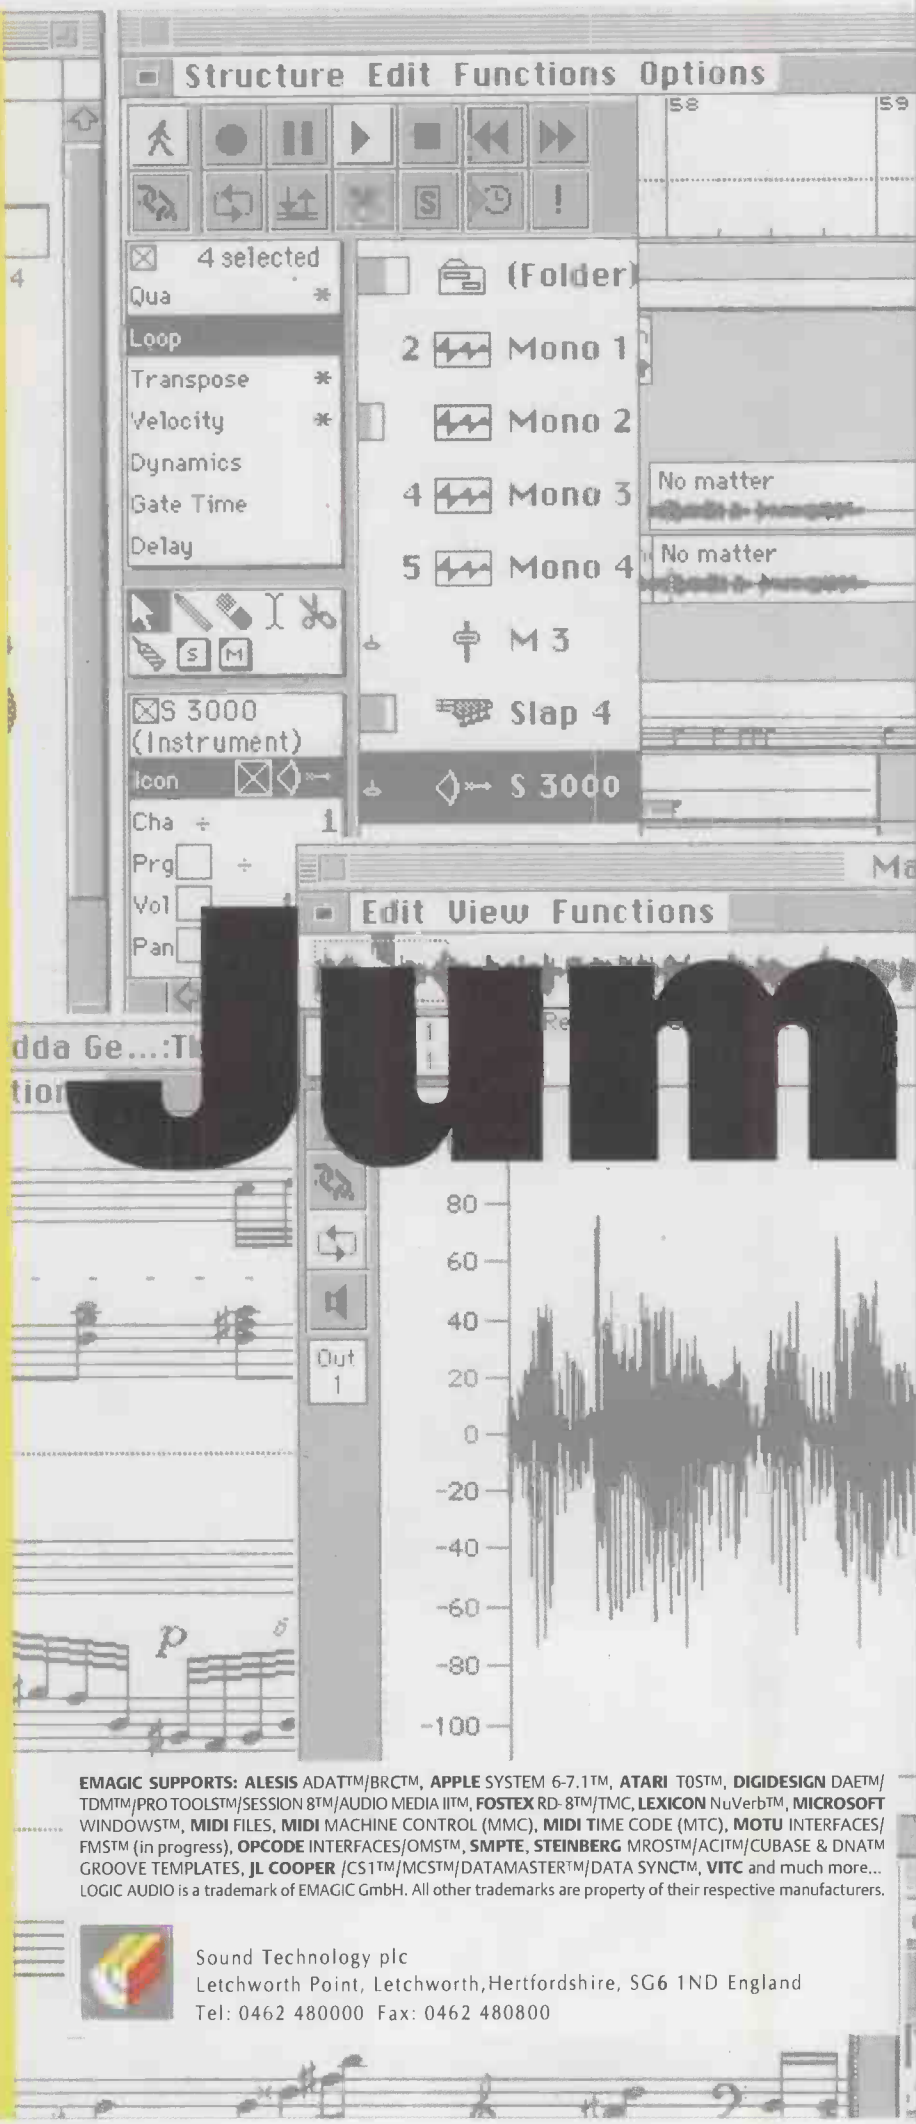 Structure Edit Functions Options
58
59
4 selected
Qua *
Loop
Transpose *
Velocity *
Dynamics
Gate Time
Delay
4
(Folder)
2 Mono 1
Mono 2
4 Mono 3
5 Mono 4
M 3
Slap 4
S 3000
No matter
No matter
S
!
S
M
S 3000
(Instrument)
Icon
Cha ÷ 1
Prg ÷
Vol
Pan
Ma
Edit View Functions
1
1
Re
dda Ge...:Th
tion
Jum
Out
1
80
60
40
20
0
-20
-40
-60
-80
-100
p
6
EMAGIC SUPPORTS: ALESIS ADAT™/BRC™, APPLE SYSTEM 6-7.1™, ATARI TOS™, DIGIDESIGN DAE™/
TDM™/PRO TOOLS™/SESSION 8™/AUDIO MEDIA II™, FOSTEX RD-8™/TMC, LEXICON NuVerb™, MICROSOFT
WINDOWS™, MIDI FILES, MIDI MACHINE CONTROL (MMC), MIDI TIME CODE (MTC), MOTU INTERFACES/
FMS™ (in progress), OPCODE INTERFACES/OMS™, SMPTE, STEINBERG MROS™/ACI™/CUBASE & DNA™
GROOVE TEMPLATES, JL COOPER /CS1™/MCS™/DATAMASTER™/DATA SYNC™, VITC and much more...
LOGIC AUDIO is a trademark of EMAGIC GmbH. All other trademarks are property of their respective manufacturers.
Sound Technology plc
Letchworth Point, Letchworth, Hertfordshire, SG6 1ND England
Tel: 0462 480000 Fax: 0462 480800